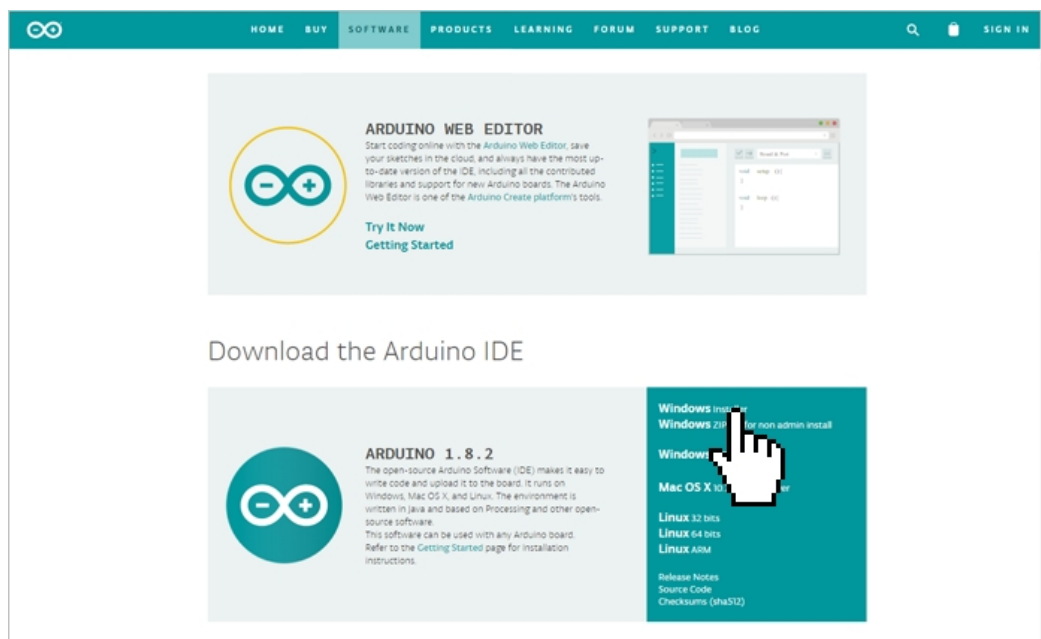 HOME BUY SOFTWARE PRODUCTS LEARNING FORUM SUPPORT BLOG SIGN IN
ARDUINO WEB EDITOR
Start coding online with the Arduino Web Editor, save
your sketches in the cloud, and always have the most up-
to-date version of the IDE, including all the contributed
libraries and support for new Arduino boards. The Arduino
Web Editor is one of the Arduino Create platform's tools.
Try It Now
Getting Started
void setup () {
}
void loop () {
}
Download the Arduino IDE
ARDUINO 1.8.2
The open-source Arduino Software (IDE) makes it easy to
write code and upload it to the board. It runs on
Windows, Mac OS X, and Linux. The environment is
written in Java and based on Processing and other open-
source software.
This software can be used with any Arduino board.
Refer to the Getting Started page for Installation
instructions.
Windows Installer
Windows ZIP for non admin install
Windows
Mac OS X
Linux 32 bits
Linux 64 bits
Linux ARM
Release Notes
Source Code
Checksums (sha512)